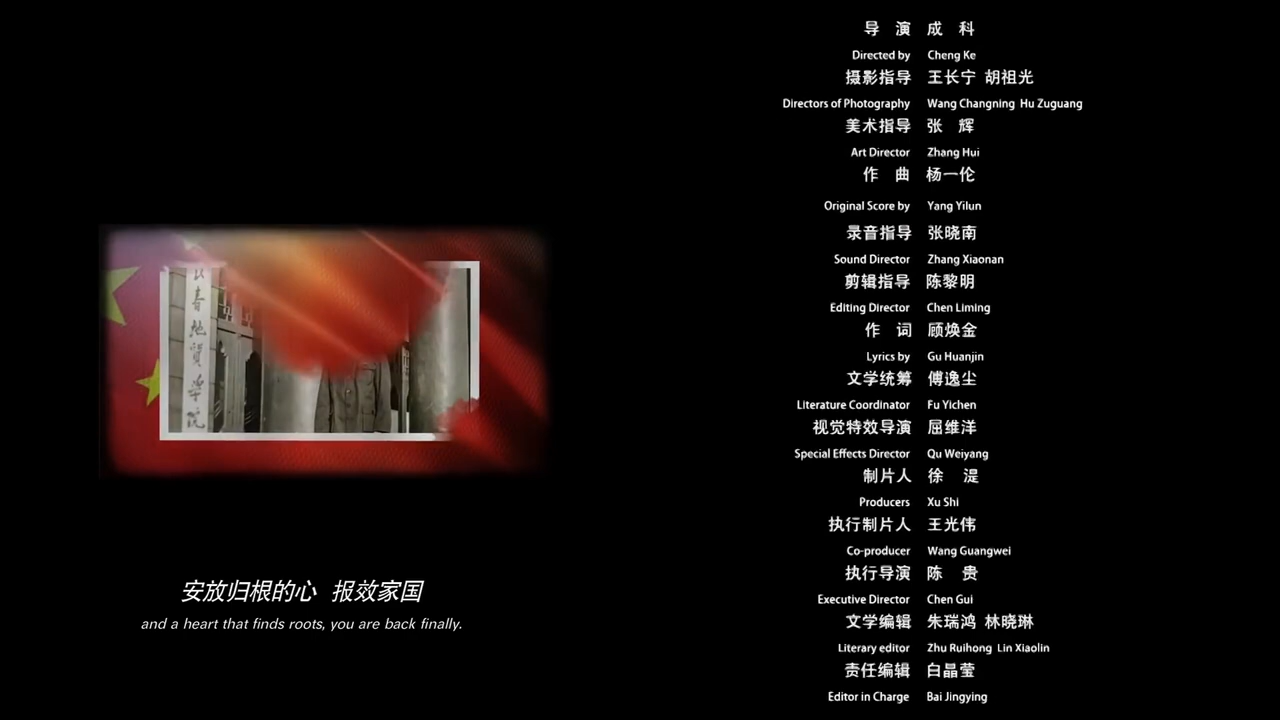 导 演 成 科
Directed by Cheng Ke
摄影指导 王长宁 胡祖光
Directors of Photography Wang Changning Hu Zuguang
美术指导 张 辉
Art Director Zhang Hui
作 曲 杨一伦
Original Score by Yang Yilun
录音指导 张晓南
Sound Director Zhang Xiaonan
剪辑指导 陈黎明
Editing Director Chen Liming
作 词 顾焕金
Lyrics by Gu Huanjin
文学统筹 傅逸尘
Literature Coordinator Fu Yichen
视觉特效导演 屈维洋
Special Effects Director Qu Weiyang
制片人 徐 湜
Producers Xu Shi
执行制片人 王光伟
Co-producer Wang Guangwei
执行导演 陈 贵
Executive Director Chen Gui
文学编辑 朱瑞鸿 林晓琳
Literary editor Zhu Ruihong Lin Xiaolin
责任编辑 白晶莹
Editor in Charge Bai Jingying
春地質學院
安放归根的心 报效家国
and a heart that finds roots, you are back finally.